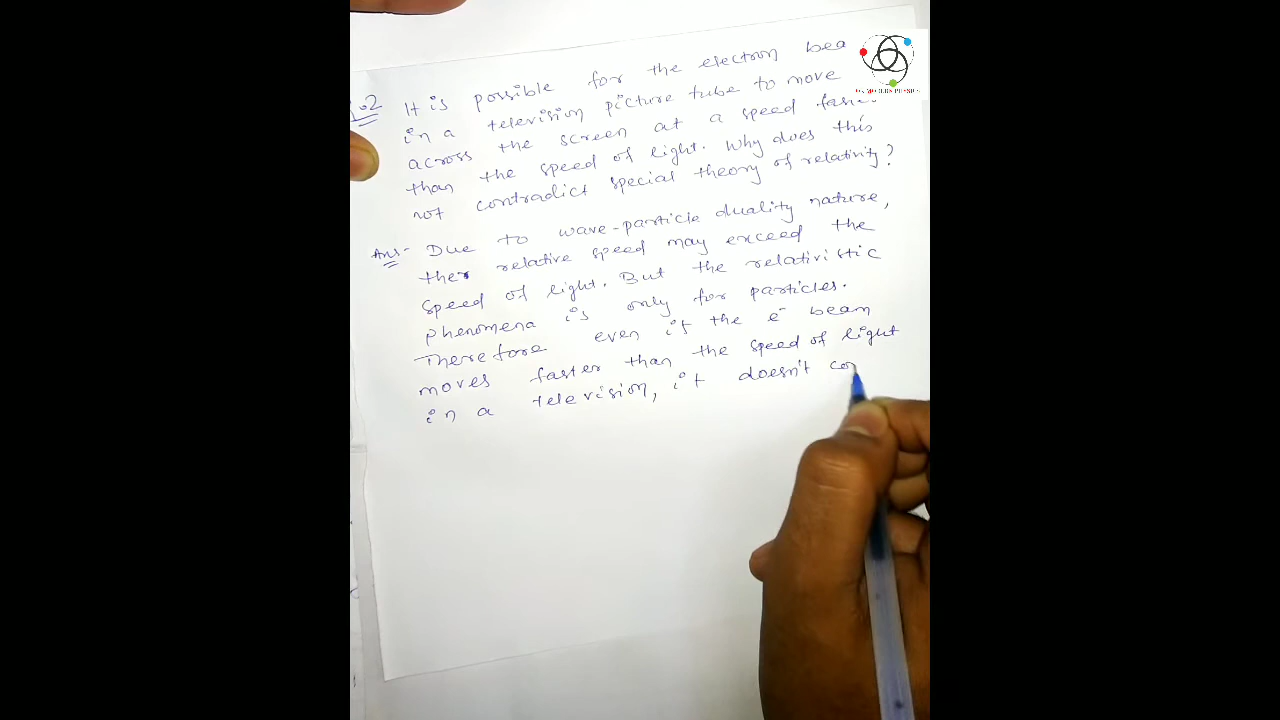 It is possible for the electron bea
in a television picture tube to move
across the screen at a speed faste
than the speed of light. Why does this
not contradict special theory of relativity?
Ans- Due to wave-particle duality nature,
ther relative speed may exceed the
speed of light. But the relativistic
phenomena is only for particles.
Therefore even if the e⁻ beam
moves faster than the speed of light
in a television, it doesn't con